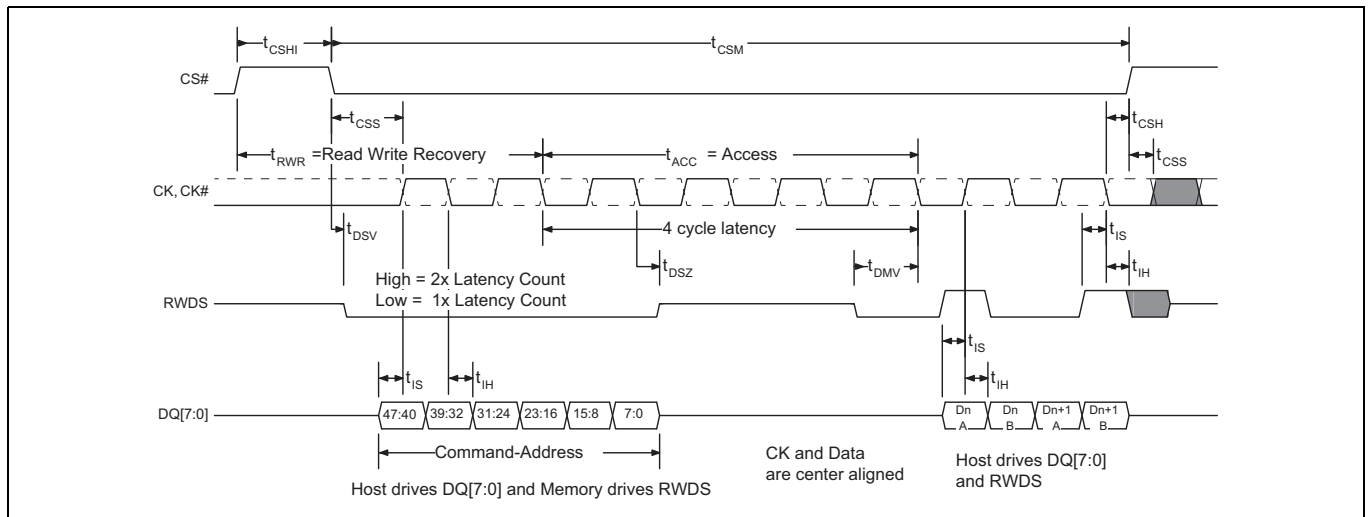 tCSHI
tCSM
CS#
tCSS
tCSH
tRWR =Read Write Recovery
tACC = Access
tCSS
CK, CK#
tDSV
4 cycle latency
tIS
High = 2x Latency Count
Low = 1x Latency Count
tDSZ
tDMV
tIH
RWDS
tIS
tIH
tIS
tIH
DQ[7:0]
47:40 39:32 31:24 23:16 15:8 7:0
Dn A
Dn B
Dn+1 A
Dn+1 B
Command-Address
Host drives DQ[7:0] and Memory drives RWDS
CK and Data
are center aligned
Host drives DQ[7:0]
and RWDS